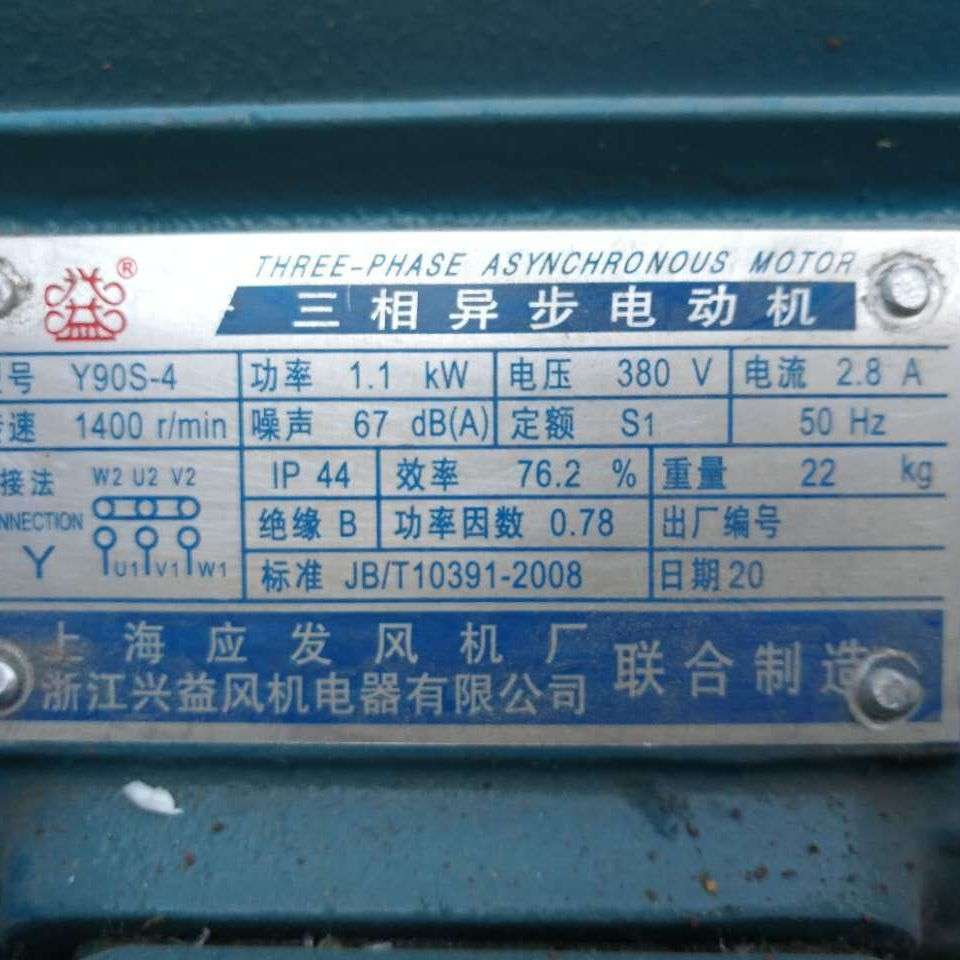 ®
THREE-PHASE ASYNCHRONOUS MOTOR
三相异步电动机
号 Y90S-4 功率 1.1 kW 电压 380 V 电流 2.8 A
速 1400 r/min 噪声 67 dB(A) 定额 S1 50 Hz
接法 W2 U2 V2 IP 44 效率 76.2 % 重量 22 kg
NNECTION 绝缘 B 功率因数 0.78 出厂编号
Y U1 V1 W1 标准 JB/T10391-2008 日期20
上海应发风机厂
浙江兴益风机电器有限公司 联合制造